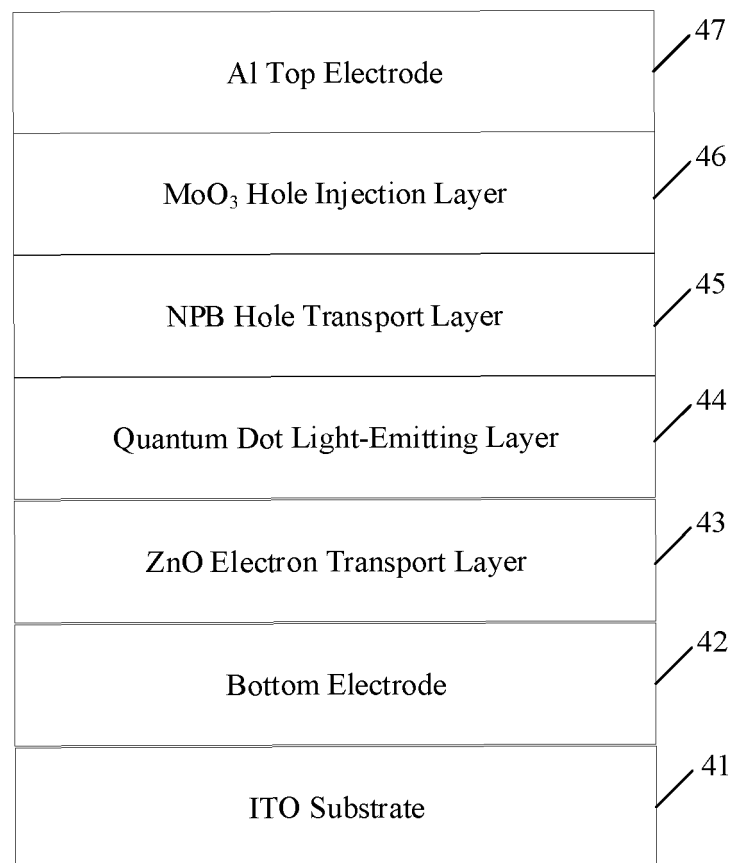 47
Al Top Electrode
46
MoO₃ Hole Injection Layer
45
NPB Hole Transport Layer
44
Quantum Dot Light-Emitting Layer
43
ZnO Electron Transport Layer
42
Bottom Electrode
41
ITO Substrate